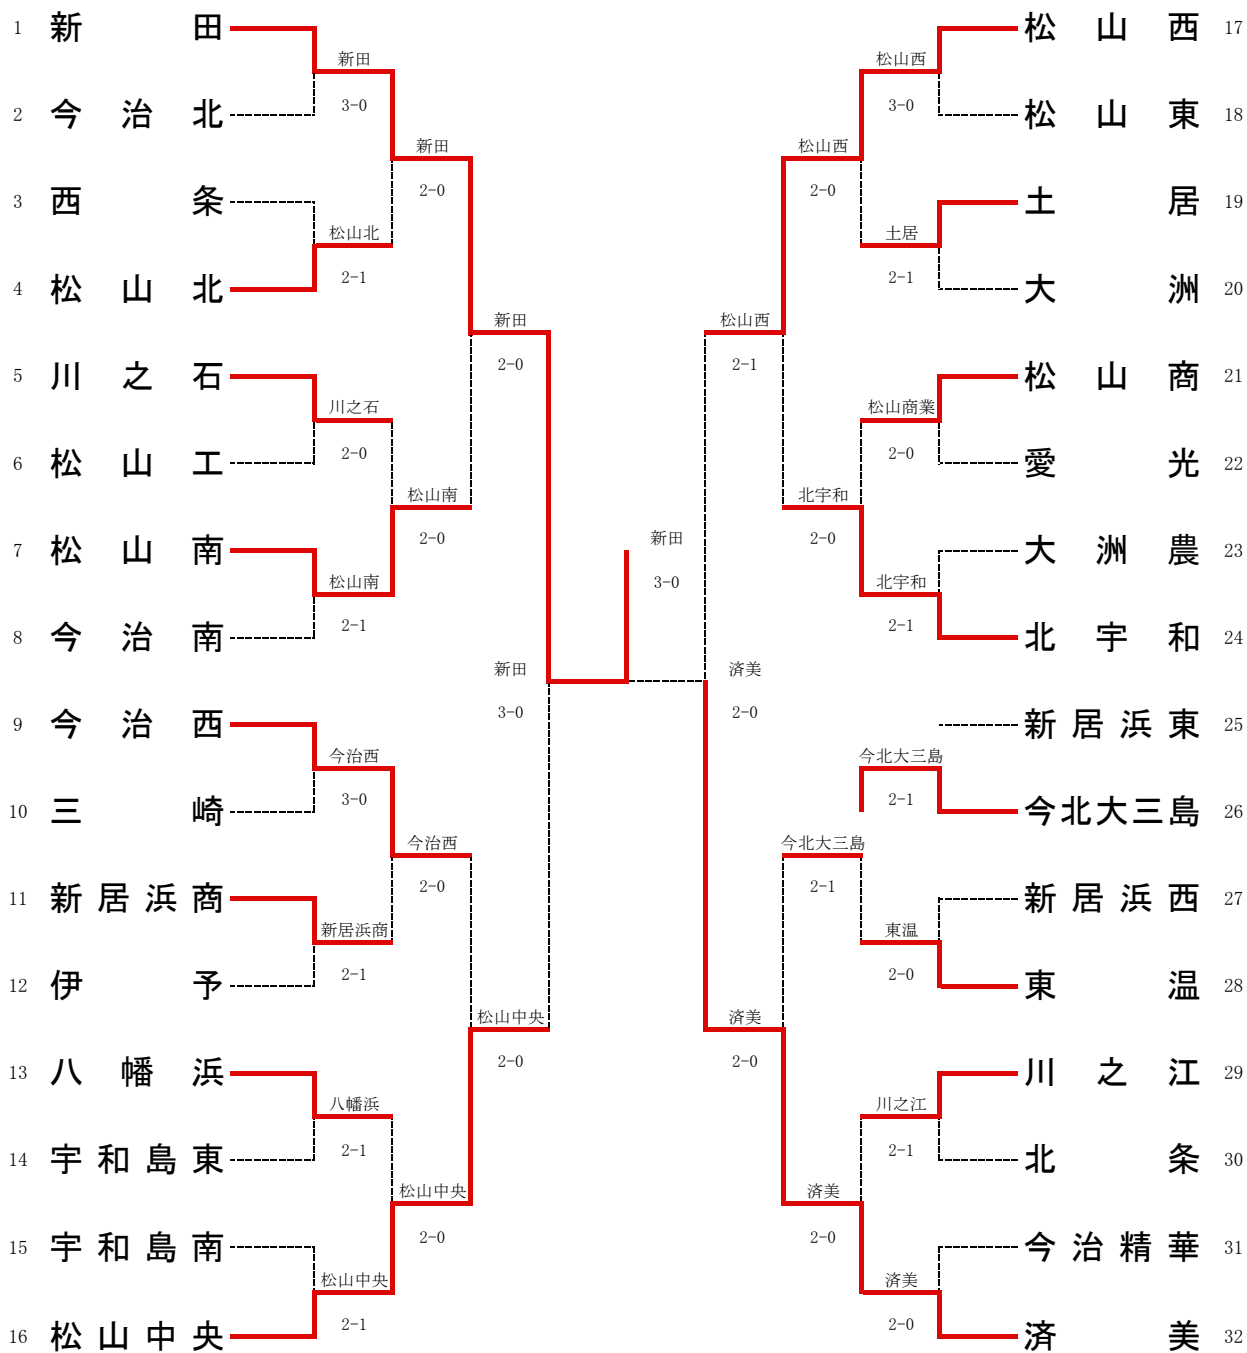 1 新田
新田
3-0
2 今治北
新田
2-0
3 西条
松山北
2-1
4 松山北
新田
2-0
5 川之石
川之石
2-0
6 松山工
松山南
2-0
7 松山南
松山南
2-1
8 今治南
新田
3-0
9 今治西
今治西
3-0
10 三崎
今治西
2-0
11 新居浜商
新居浜商
2-1
12 伊予
松山中央
2-0
13 八幡浜
八幡浜
2-1
14 宇和島東
松山中央
2-0
15 宇和島南
松山中央
2-1
16 松山中央
新田
3-0
松山西 17
松山西
3-0
松山東 18
松山西
2-0
土居 19
土居
2-1
大洲 20
松山西
2-1
松山商 21
松山商業
2-0
愛光 22
北宇和
2-0
大洲農 23
北宇和
2-1
北宇和 24
済美
2-0
新居浜東 25
今北大三島
2-1
今北大三島 26
今北大三島
2-1
新居浜西 27
東温
2-0
東温 28
済美
2-0
川之江 29
川之江
2-1
北条 30
済美
2-0
今治精華 31
済美
2-0
済美 32